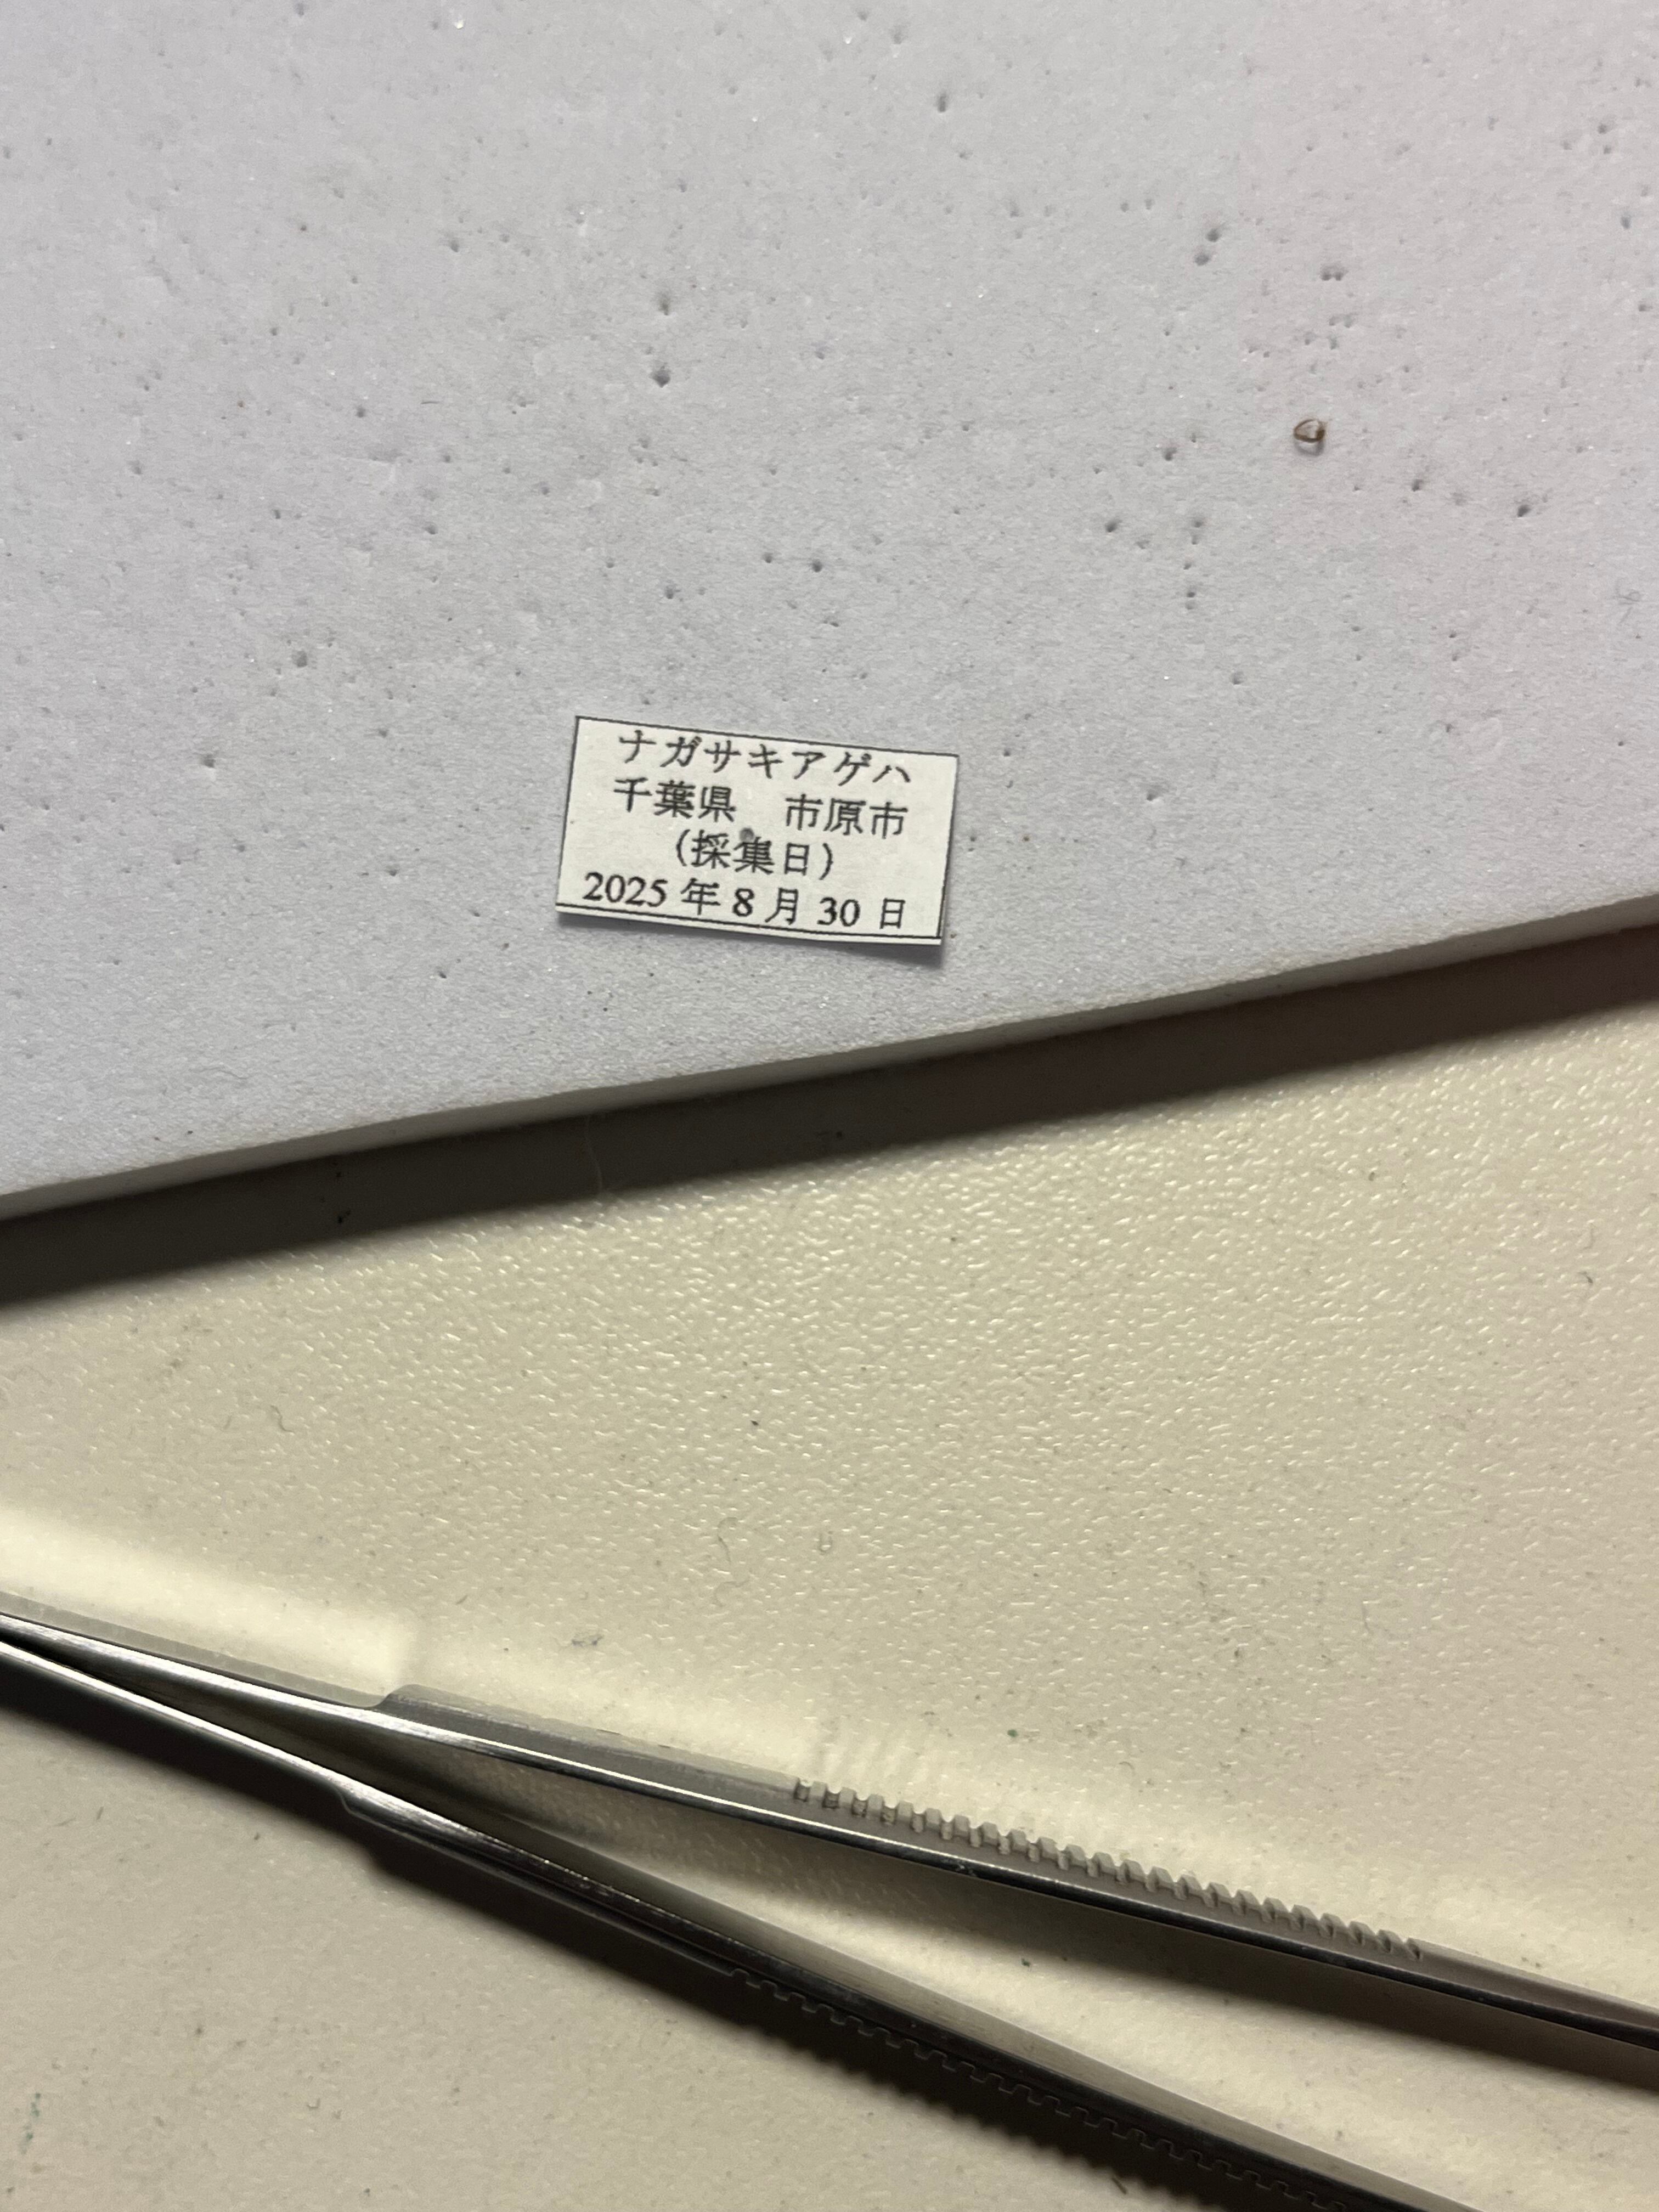 ナガサキアゲハ
千葉県　市原市
(採集日)
2025 年 8 月 30 日